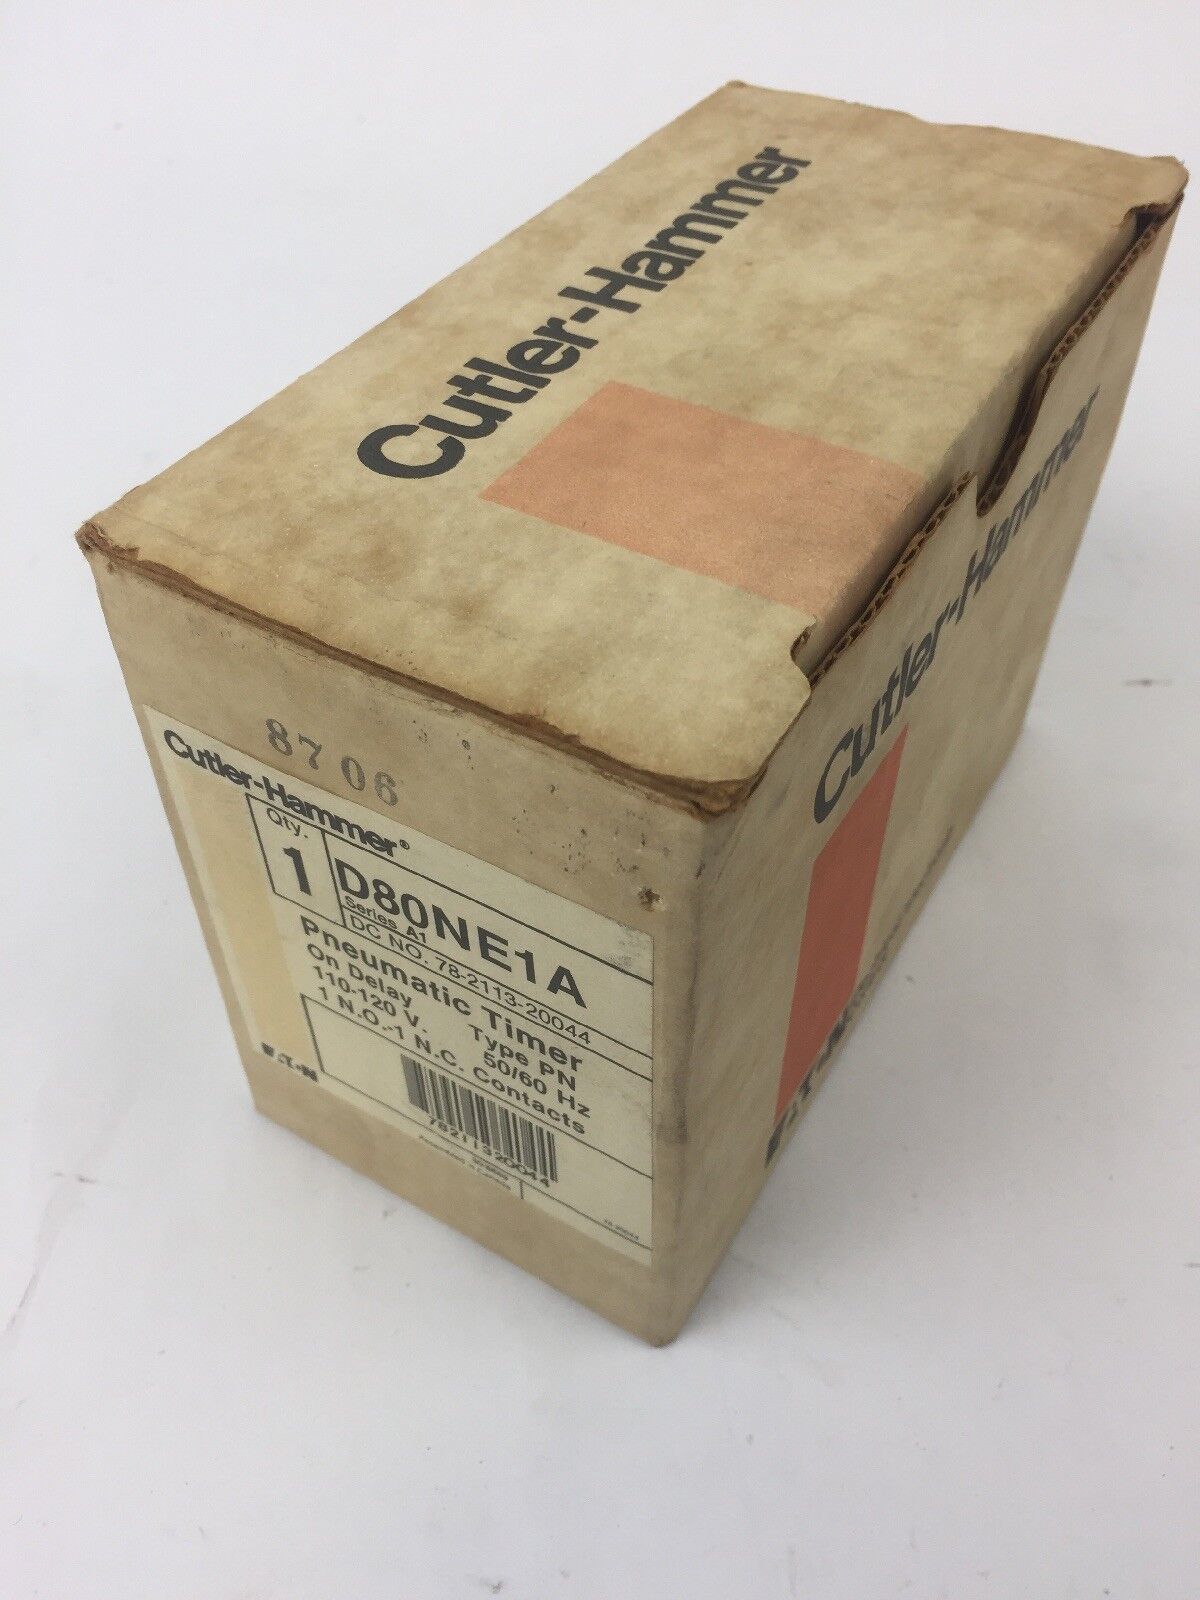 Cutler-Hammer
Cutler-Hammer
8706
Cutler-Hammer®
Qty.
1
D80NE1A
Series A1
DC NO. 78-2113-20044
Pneumatic Timer
On Delay Type PN
110-120 V. 50/60 Hz
1 N.O.-1 N.C. Contacts
E·T·N
78211320044